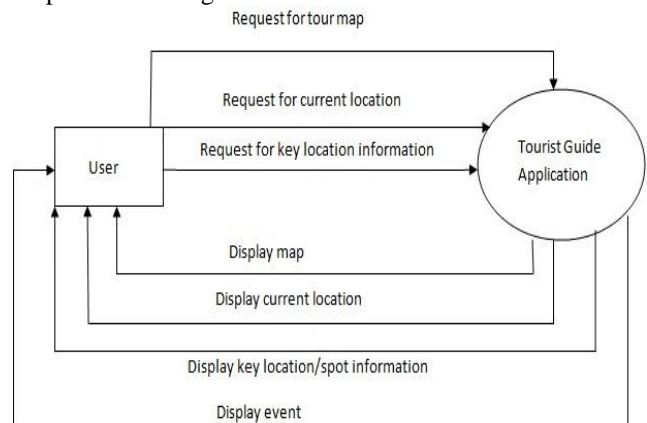 Request for tour map
Request for current location
Request for key location information
User
Tourist Guide
Application
Display map
Display current location
Display key location/spot information
Display event